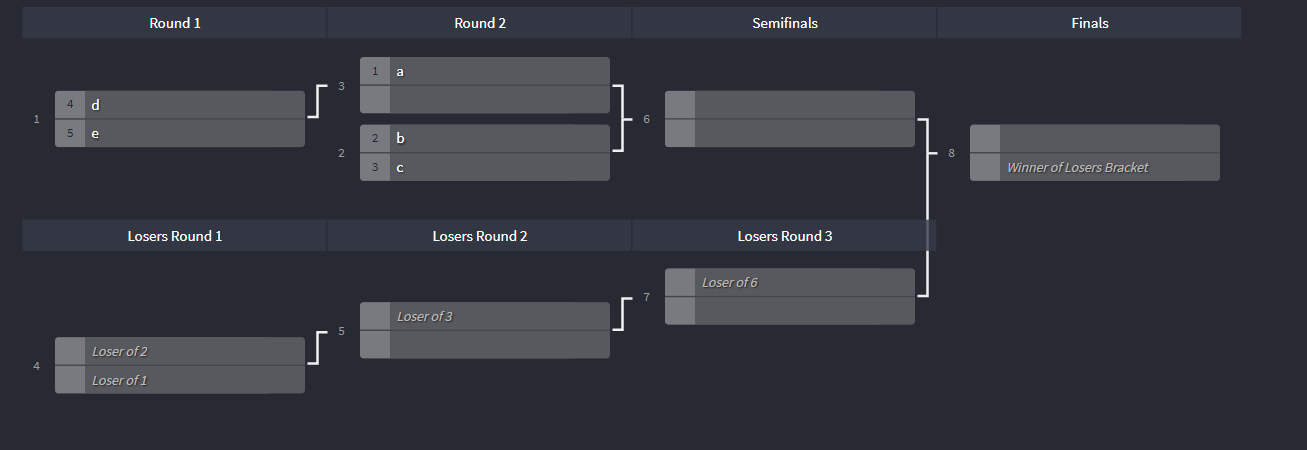 Round 1 Round 2 Semifinals Finals
1 a
3
4 d
1 6
5 e
2 b
2 8
3 c Winner of Losers Bracket
Losers Round 1 Losers Round 2 Losers Round 3
Loser of 6
7
Loser of 3
5
Loser of 2
4
Loser of 1